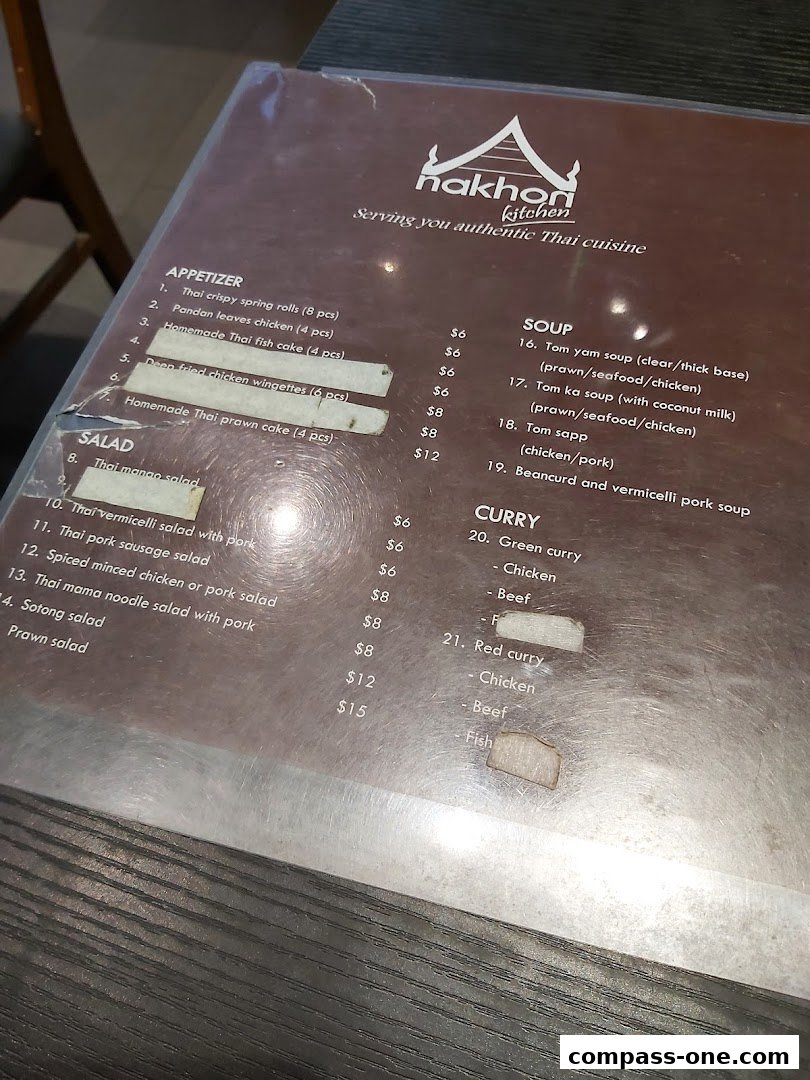 nakhon
kitchen
Serving you authentic Thai cuisine
APPETIZER
1. Thai crispy spring rolls (8 pcs) $6
2. Pandan leaves chicken (4 pcs) $6
3. Homemade Thai fish cake (4 pcs) $6
4. $6
5. Deep fried chicken wingettes (6 pcs) $8
6. $8
7. Homemade Thai prawn cake (4 pcs) $12
SALAD
8. Thai mango salad $6
9. $6
10. Thai vermicelli salad with pork $6
11. Thai pork sausage salad $8
12. Spiced minced chicken or pork salad $8
13. Thai mama noodle salad with pork $8
14. Sotong salad $12
Prawn salad $15
SOUP
16. Tom yam soup (clear/thick base)
(prawn/seafood/chicken)
17. Tom ka soup (with coconut milk)
(prawn/seafood/chicken)
18. Tom sapp
(chicken/pork)
19. Beancurd and vermicelli pork soup
CURRY
20. Green curry
- Chicken
- Beef
- F
21. Red curry
- Chicken
- Beef
- Fish
compass-one.com